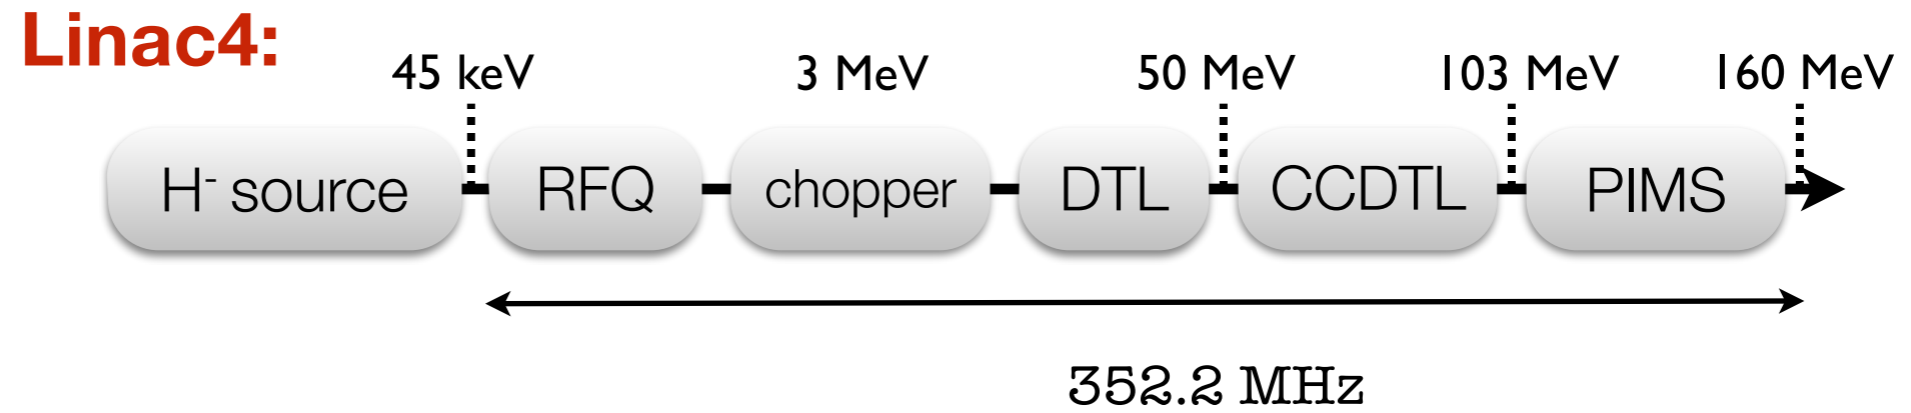 Linac4:
45 keV 3 MeV 50 MeV 103 MeV 160 MeV
H- source RFQ chopper DTL CCDTL PIMS
352.2 MHz